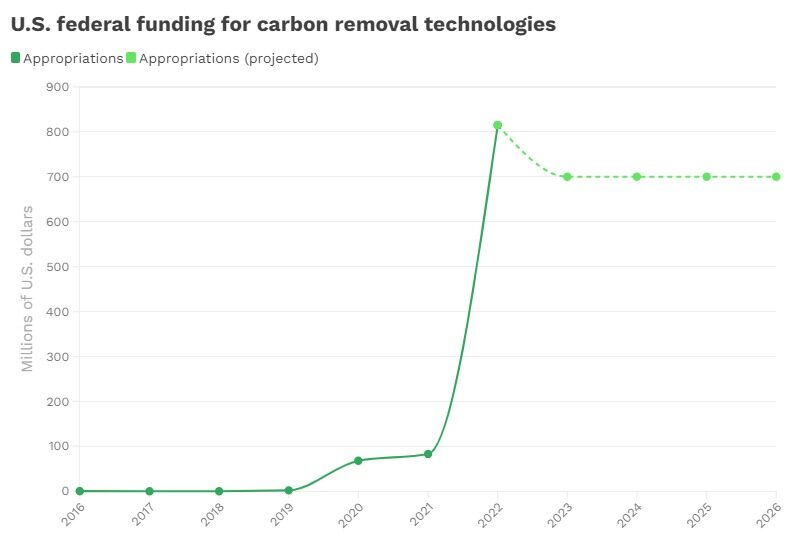 U.S. federal funding for carbon removal technologies
Appropriations Appropriations (projected)
900
800
700
600
500
400
300
200
100
0
Millions of U.S. dollars
2016 2017 2018 2019 2020 2021 2022 2023 2024 2025 2026